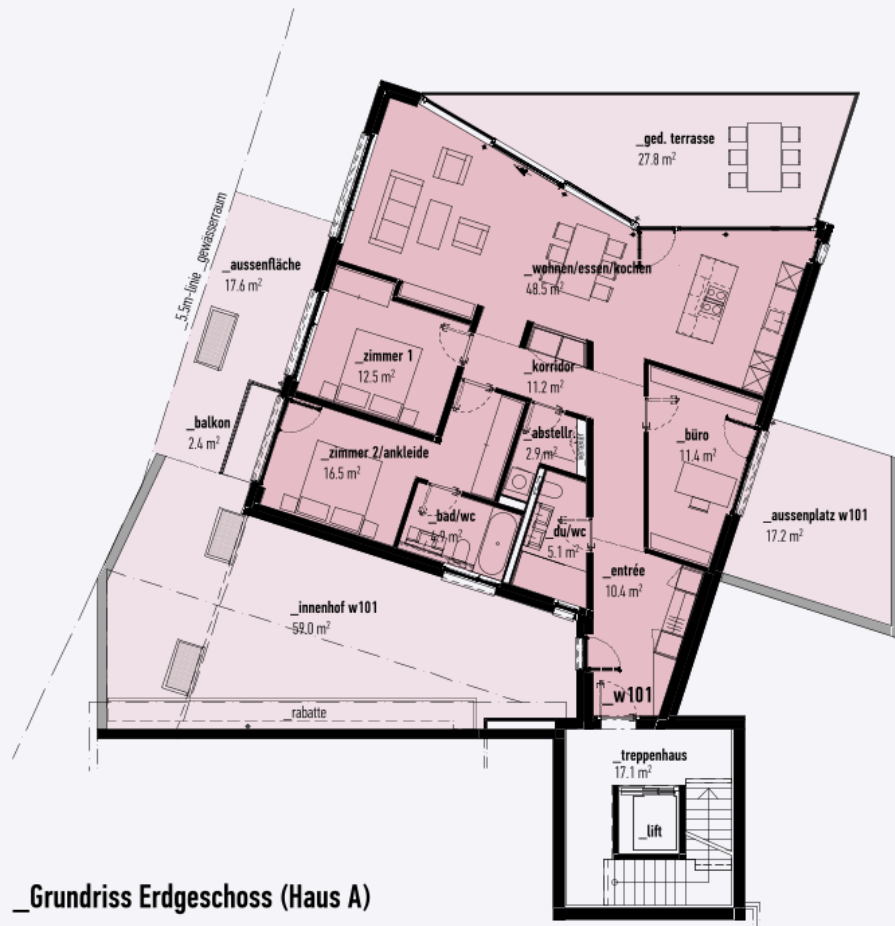 _ged. terrasse
27.8 m²
_5.5m-linie _gewässerraum
_aussenfläche
17.6 m²
_wohnen/essen/kochen
48.5 m²
_zimmer 1
12.5 m²
_korridor
11.2 m²
_balkon
2.4 m²
_zimmer 2/ankleide
16.5 m²
_abstellr.
2.9 m²
_büro
11.4 m²
_bad/wc
_du/wc
5.1 m²
_aussenplatz w101
17.2 m²
_entrée
10.4 m²
_innenhof w101
59.0 m²
_w101
_rabatte
_treppenhaus
17.1 m²
_lift
_Grundriss Erdgeschoss (Haus A)